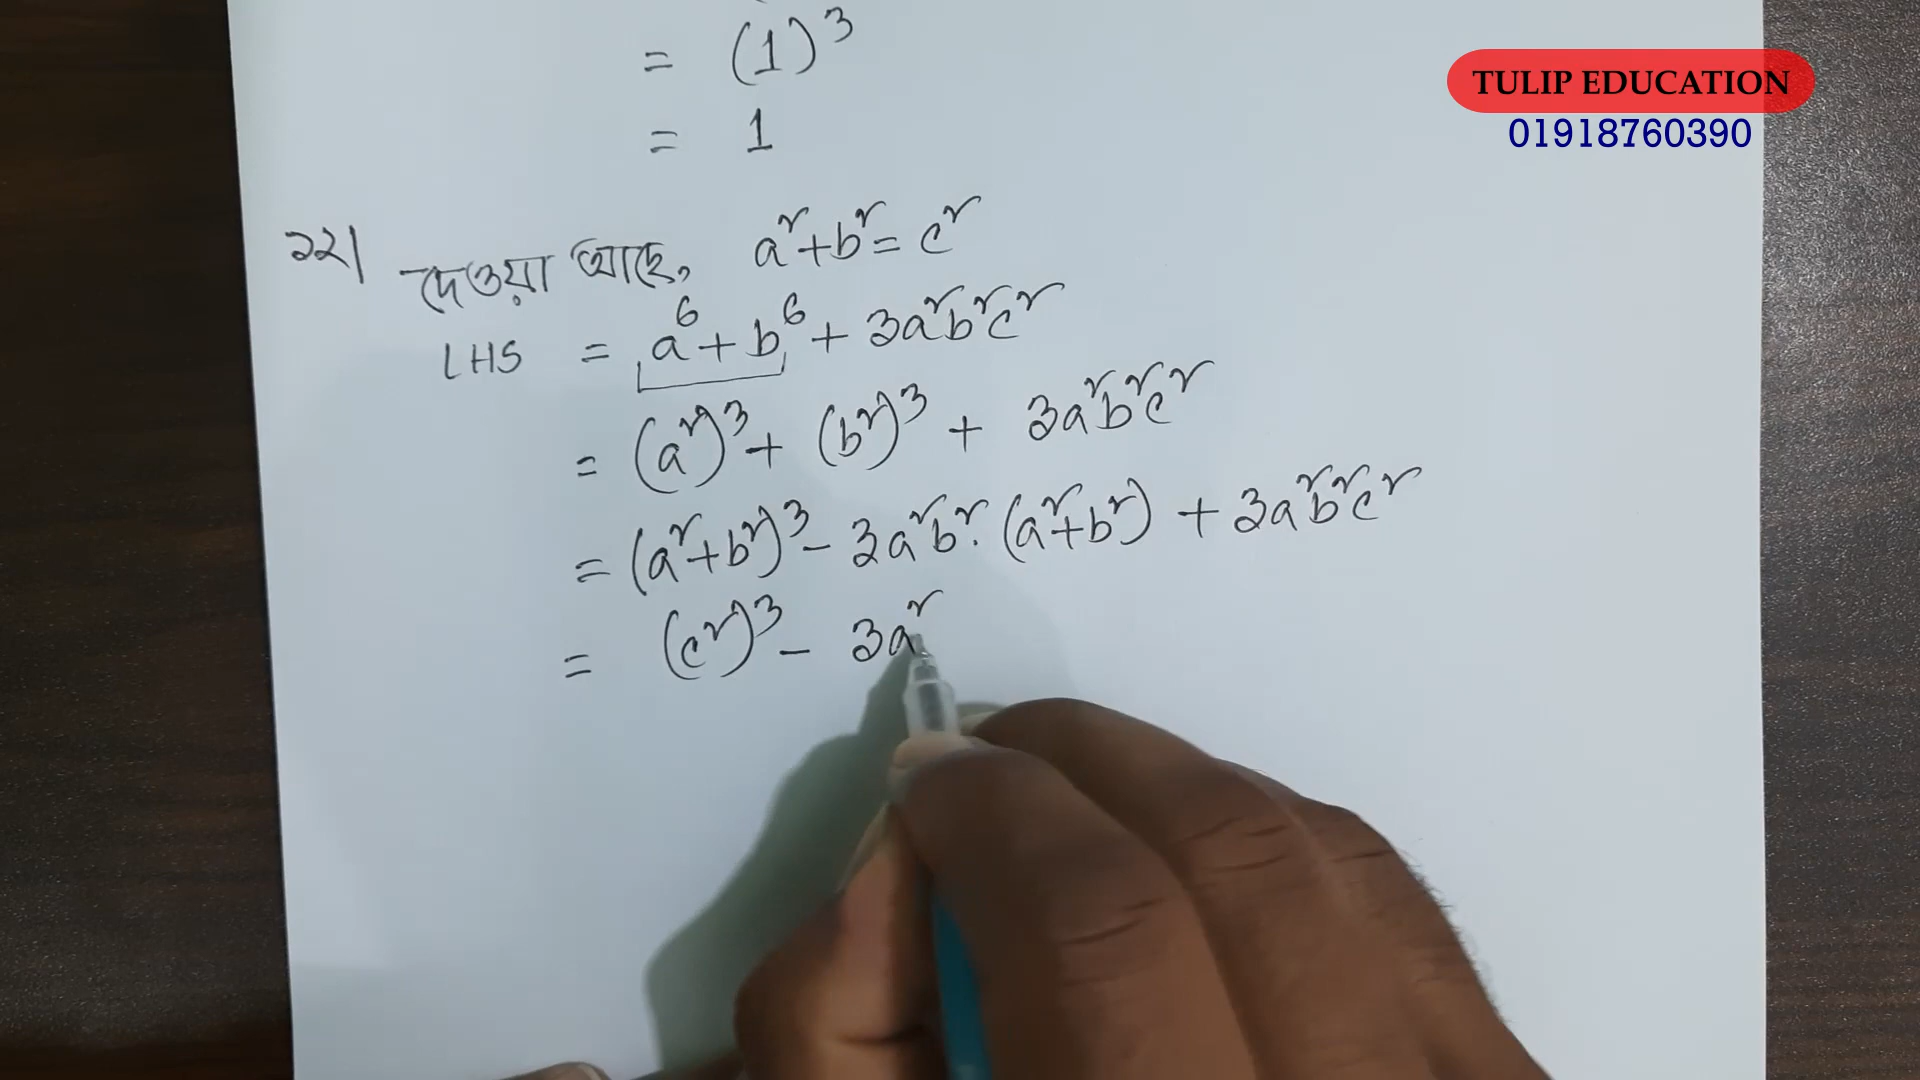 = (1)³
= 1
TULIP EDUCATION
01918760390
১২। দেওয়া আছে, a²+b²= c²
LHS = a⁶ + b⁶ + 3a²b²c²
= (a²)³ + (b²)³ + 3a²b²c²
= (a²+b²)³ - 3a²b². (a²+b²) + 3a²b²c²
= (c²)³ - 3a²